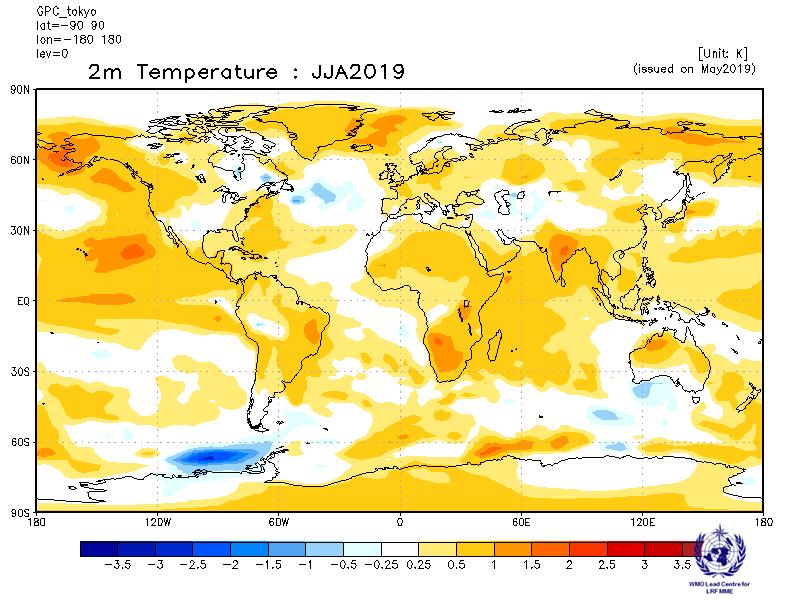 GPC_tokyo
lat=-90 90
lon=-180 180
lev=0
[Unit: K]
2m Temperature : JJA2019
(issued on May2019)
90N
60N
30N
EQ
30S
60S
90S
180 120W 60W 0 60E 120E 180
-3.5 -3 -2.5 -2 -1.5 -1 -0.5 -0.25 0.25 0.5 1 1.5 2 2.5 3 3.5
WMO Lead Centre for
LRF MME